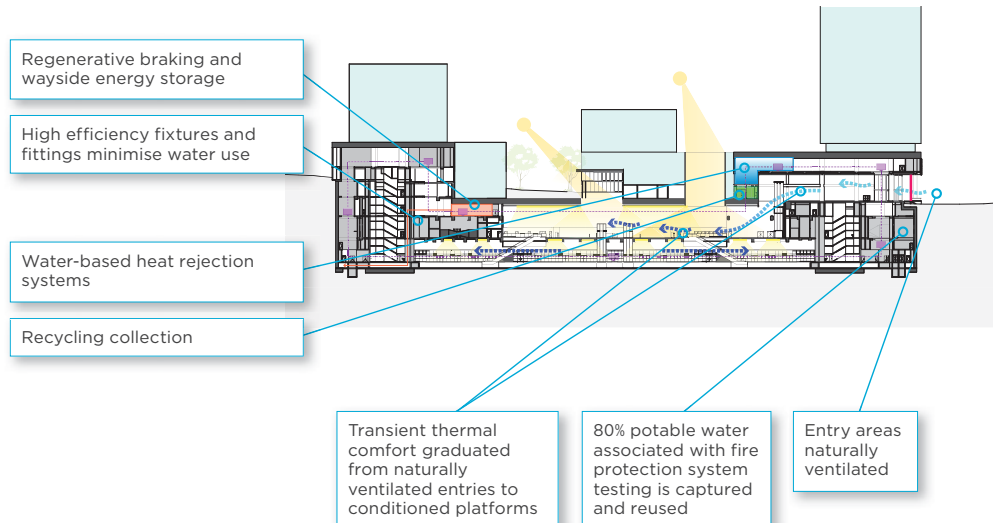 Regenerative braking and
wayside energy storage
High efficiency fixtures and
fittings minimise water use
Water-based heat rejection
systems
Recycling collection
Transient thermal
comfort graduated
from naturally
ventilated entries to
conditioned platforms
80% potable water
associated with fire
protection system
testing is captured
and reused
Entry areas
naturally
ventilated